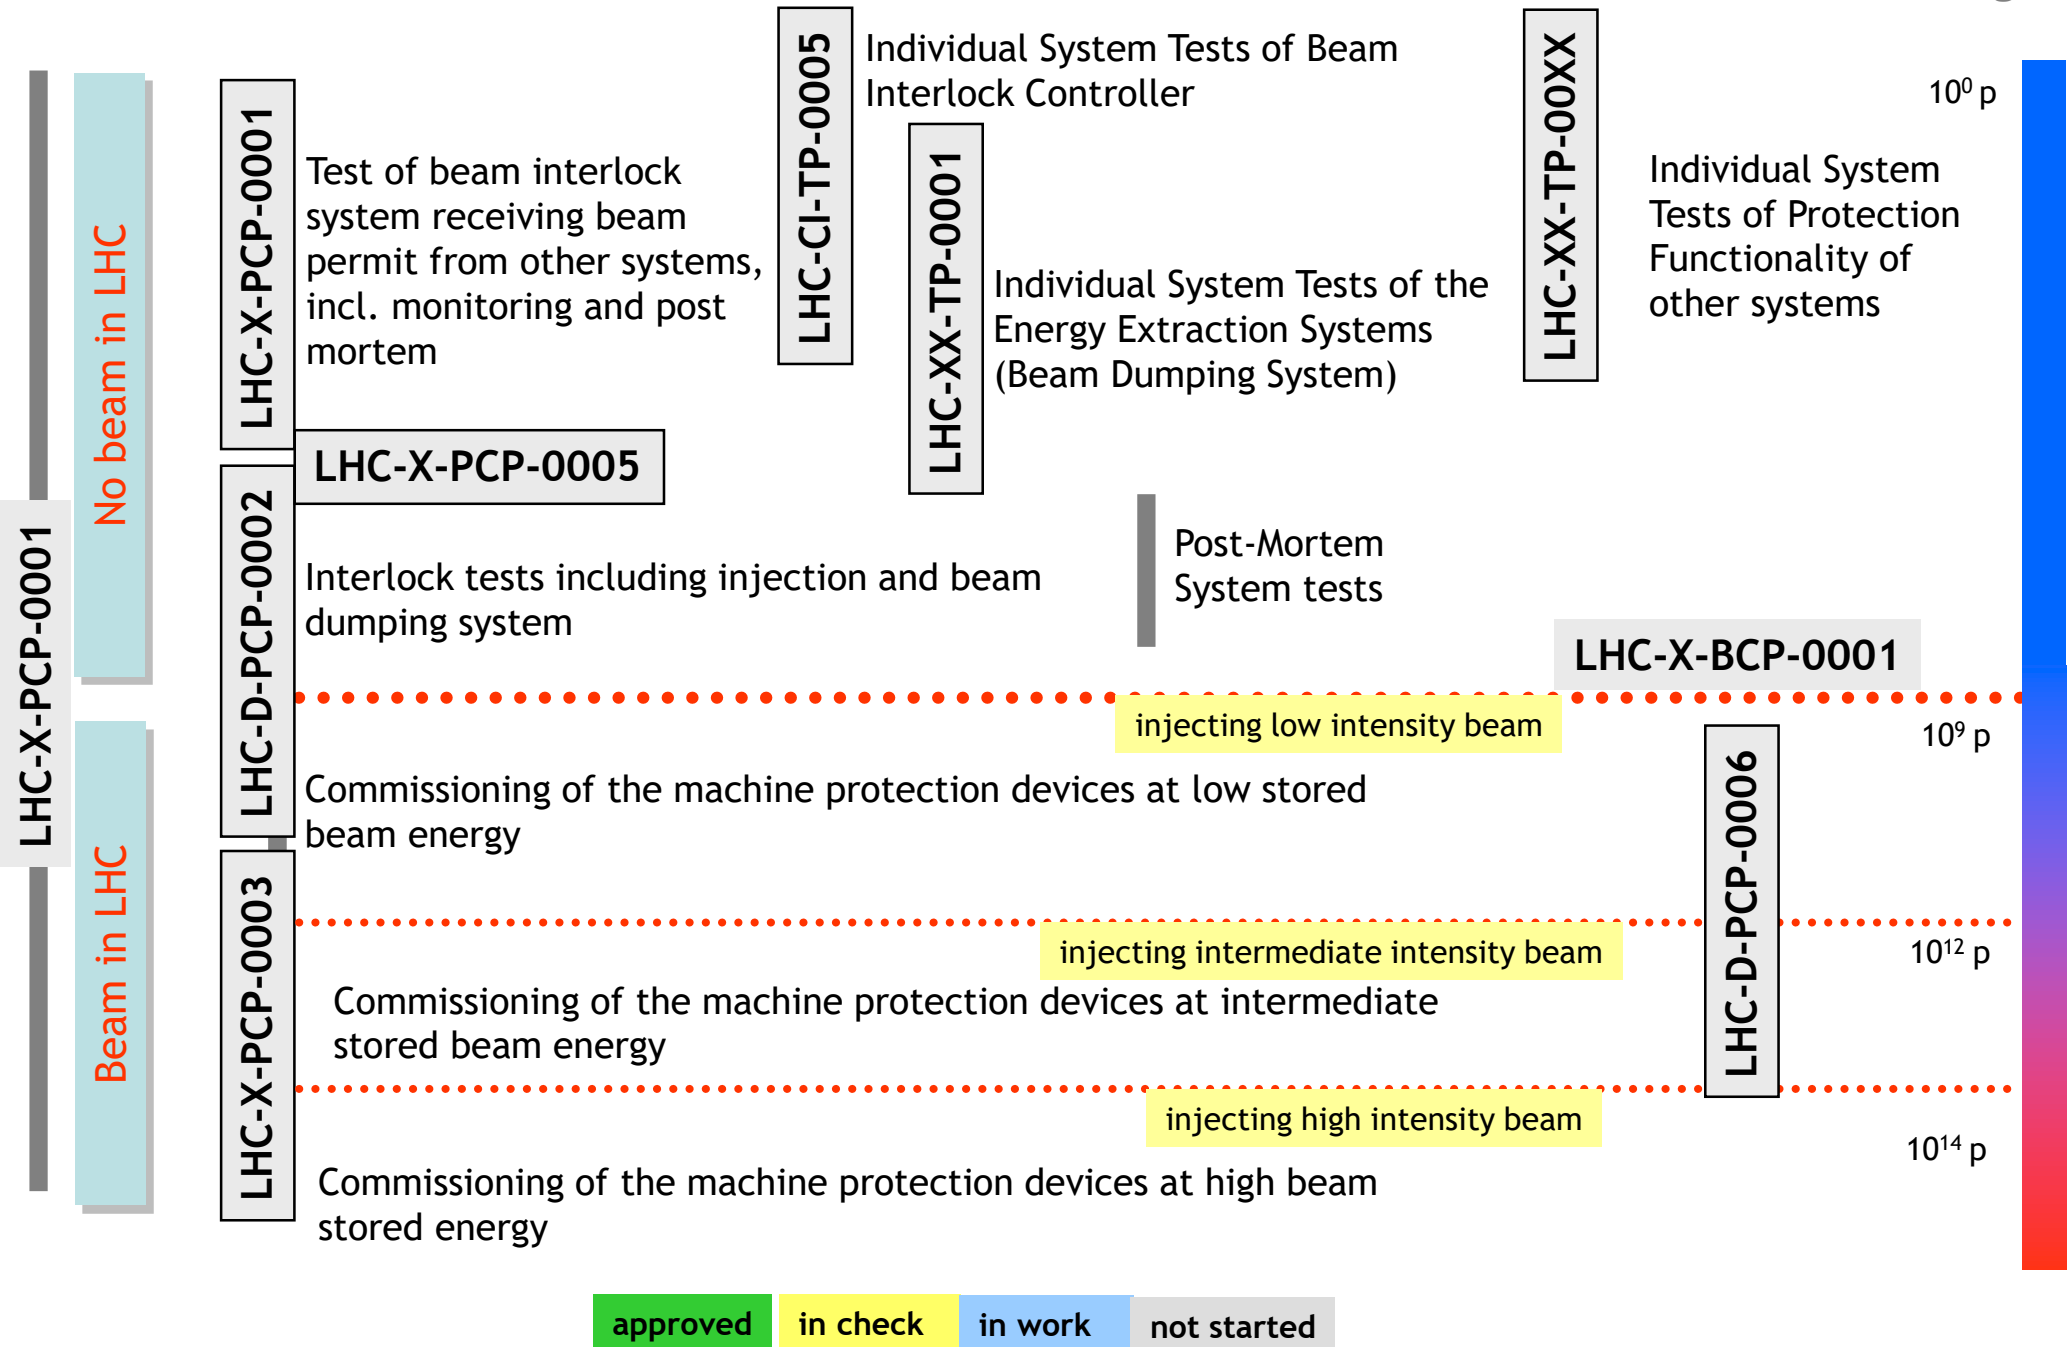 LHC-X-PCP-0001
No beam in LHC
Beam in LHC
LHC-X-PCP-0001
Test of beam interlock
system receiving beam
permit from other systems,
incl. monitoring and post
mortem
LHC-CI-TP-0005
Individual System Tests of Beam
Interlock Controller
LHC-XX-TP-0001
Individual System Tests of the
Energy Extraction Systems
(Beam Dumping System)
LHC-XX-TP-00XX
Individual System
Tests of Protection
Functionality of
other systems
10⁰ p
LHC-X-PCP-0005
LHC-D-PCP-0002
Interlock tests including injection and beam
dumping system
Post-Mortem
System tests
LHC-X-BCP-0001
injecting low intensity beam
10⁹ p
Commissioning of the machine protection devices at low stored
beam energy
LHC-D-PCP-0006
LHC-X-PCP-0003
injecting intermediate intensity beam
10¹² p
Commissioning of the machine protection devices at intermediate
stored beam energy
injecting high intensity beam
10¹⁴ p
Commissioning of the machine protection devices at high beam
stored energy
approved
in check
in work
not started